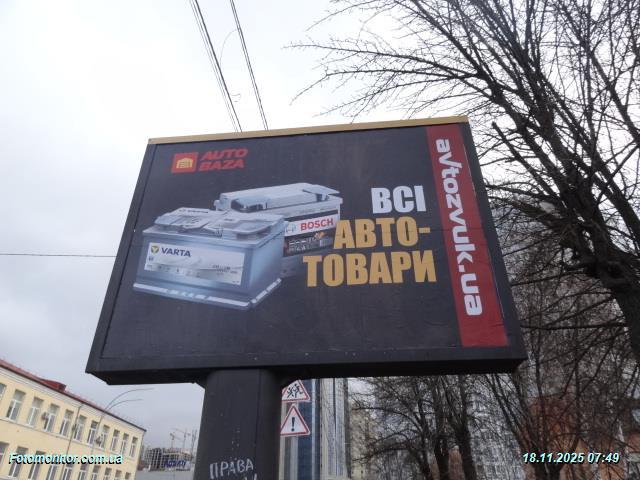 AUTO
BAZA
ВСІ
АВТО-
ТОВАРИ
avtozvuk.ua
VARTA
BOSCH
ПРАВА
Fotomonitor.com.ua
18.11.2025 07:49